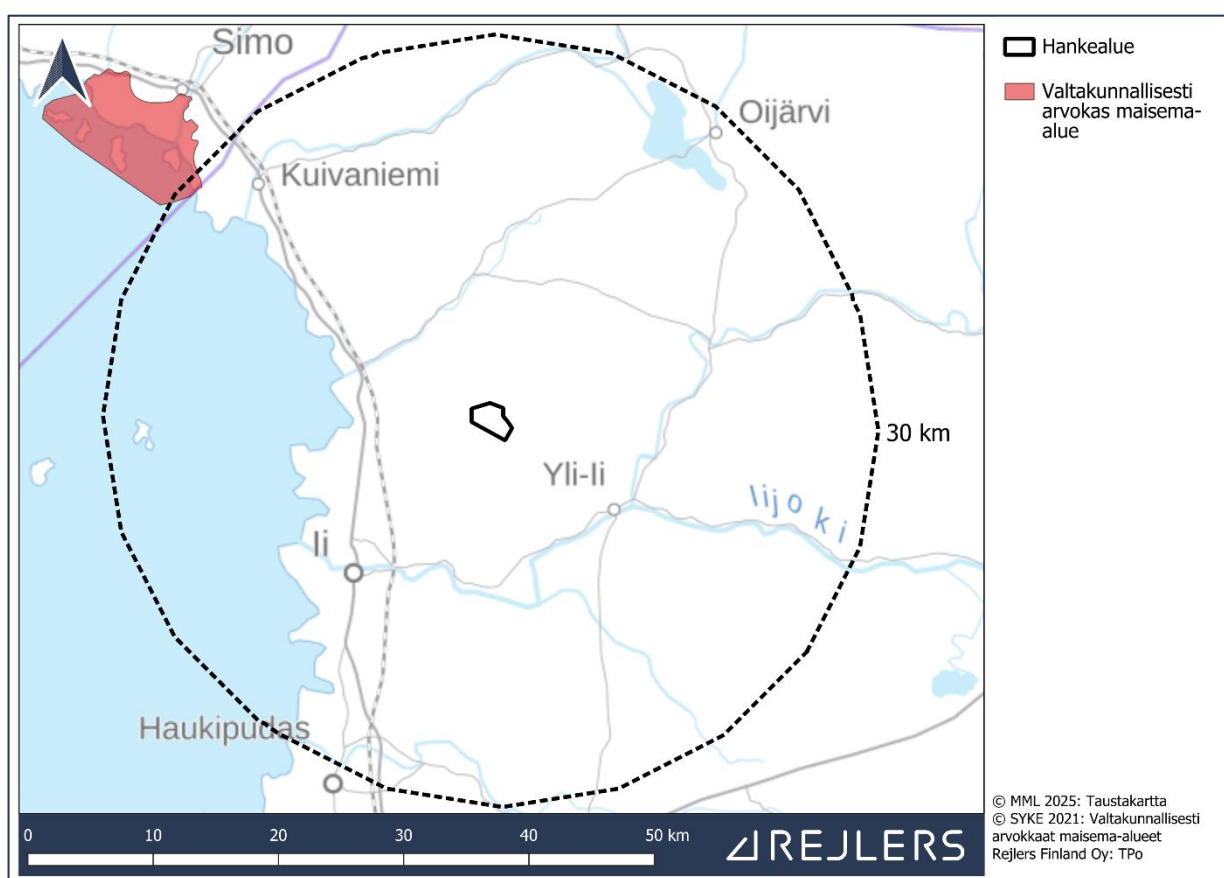 Simo
Oijärvi
Kuivaniemi
30 km
Yli-Ii
Iijoki
Ii
Haukipudas
0 10 20 30 40 50 km
REJLERS
Hankealue
Valtakunnallisesti
arvokas maisema-
alue
© MML 2025: Taustakartta
© SYKE 2021: Valtakunnallisesti
arvokkaat maisema-alueet
Rejlers Finland Oy: TPo